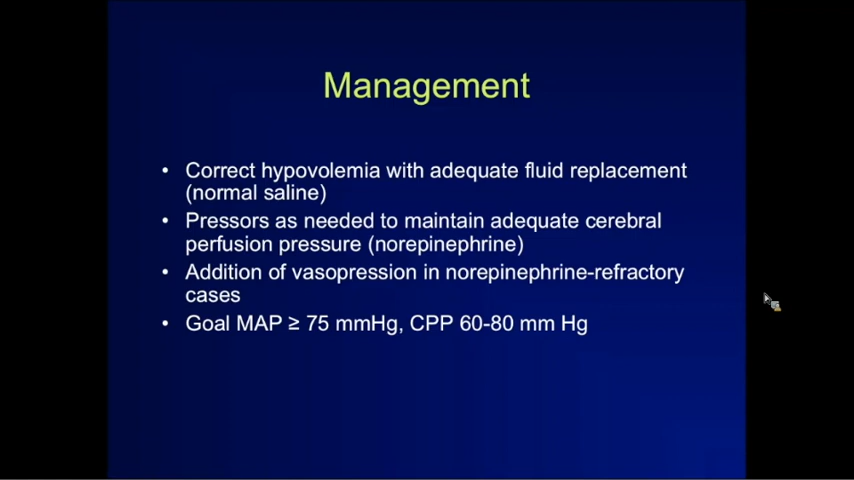 Management
• Correct hypovolemia with adequate fluid replacement
(normal saline)
• Pressors as needed to maintain adequate cerebral
perfusion pressure (norepinephrine)
• Addition of vasopression in norepinephrine-refractory
cases
• Goal MAP ≥ 75 mmHg, CPP 60-80 mm Hg